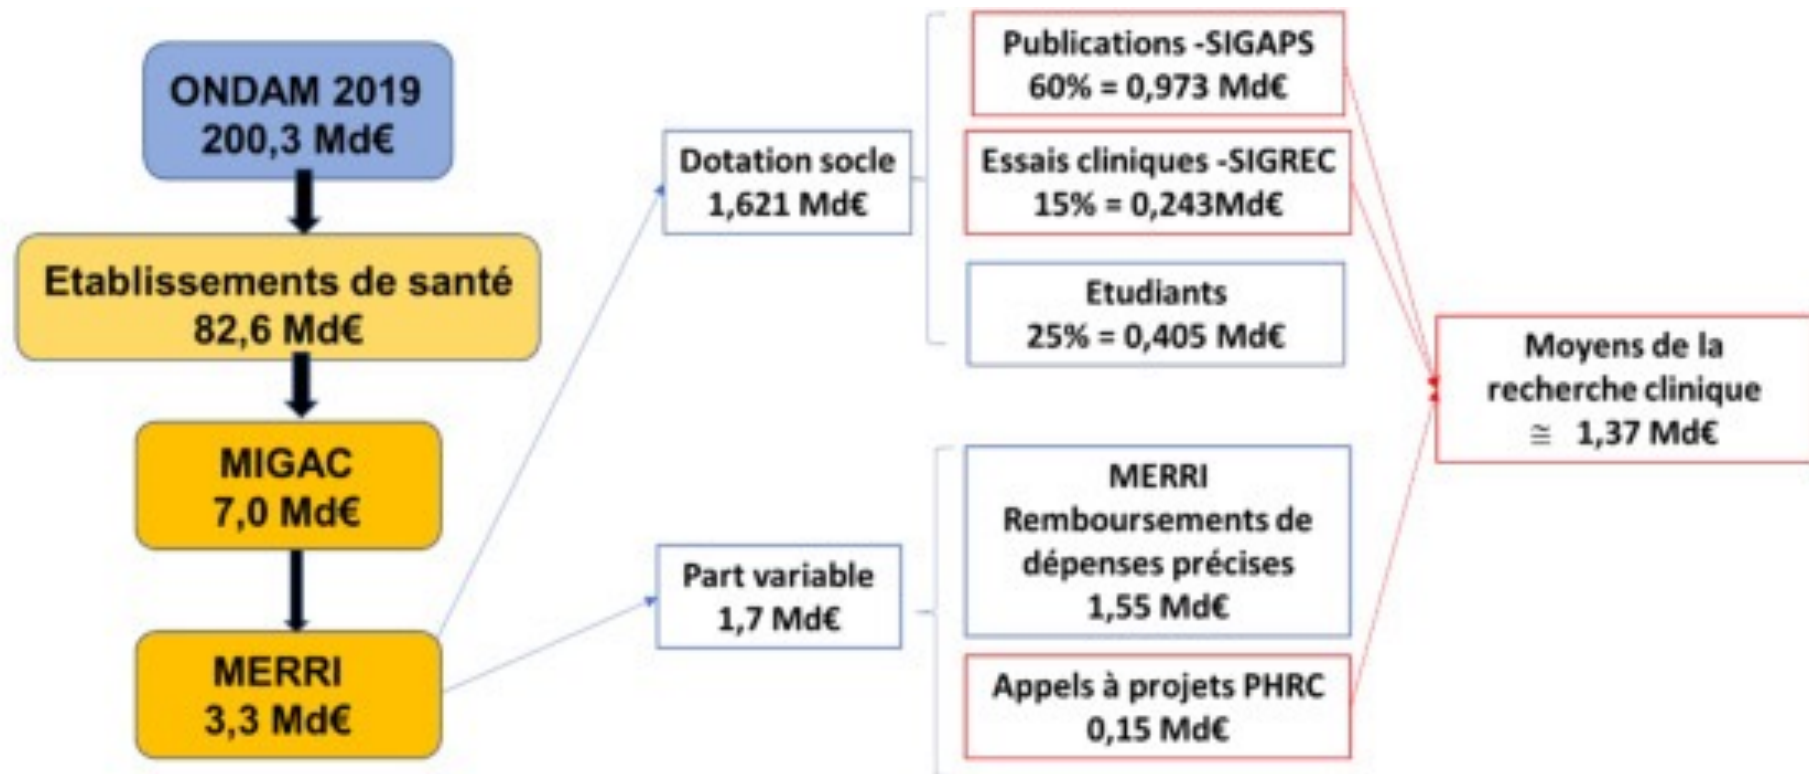 ONDAM 2019
200,3 Md€
Etablissements de santé
82,6 Md€
MIGAC
7,0 Md€
MERRI
3,3 Md€
Dotation socle
1,621 Md€
Part variable
1,7 Md€
Publications -SIGAPS
60% = 0,973 Md€
Essais cliniques -SIGREC
15% = 0,243Md€
Etudiants
25% = 0,405 Md€
MERRI
Remboursements de
dépenses précises
1,55 Md€
Appels à projets PHRC
0,15 Md€
Moyens de la
recherche clinique
≅ 1,37 Md€